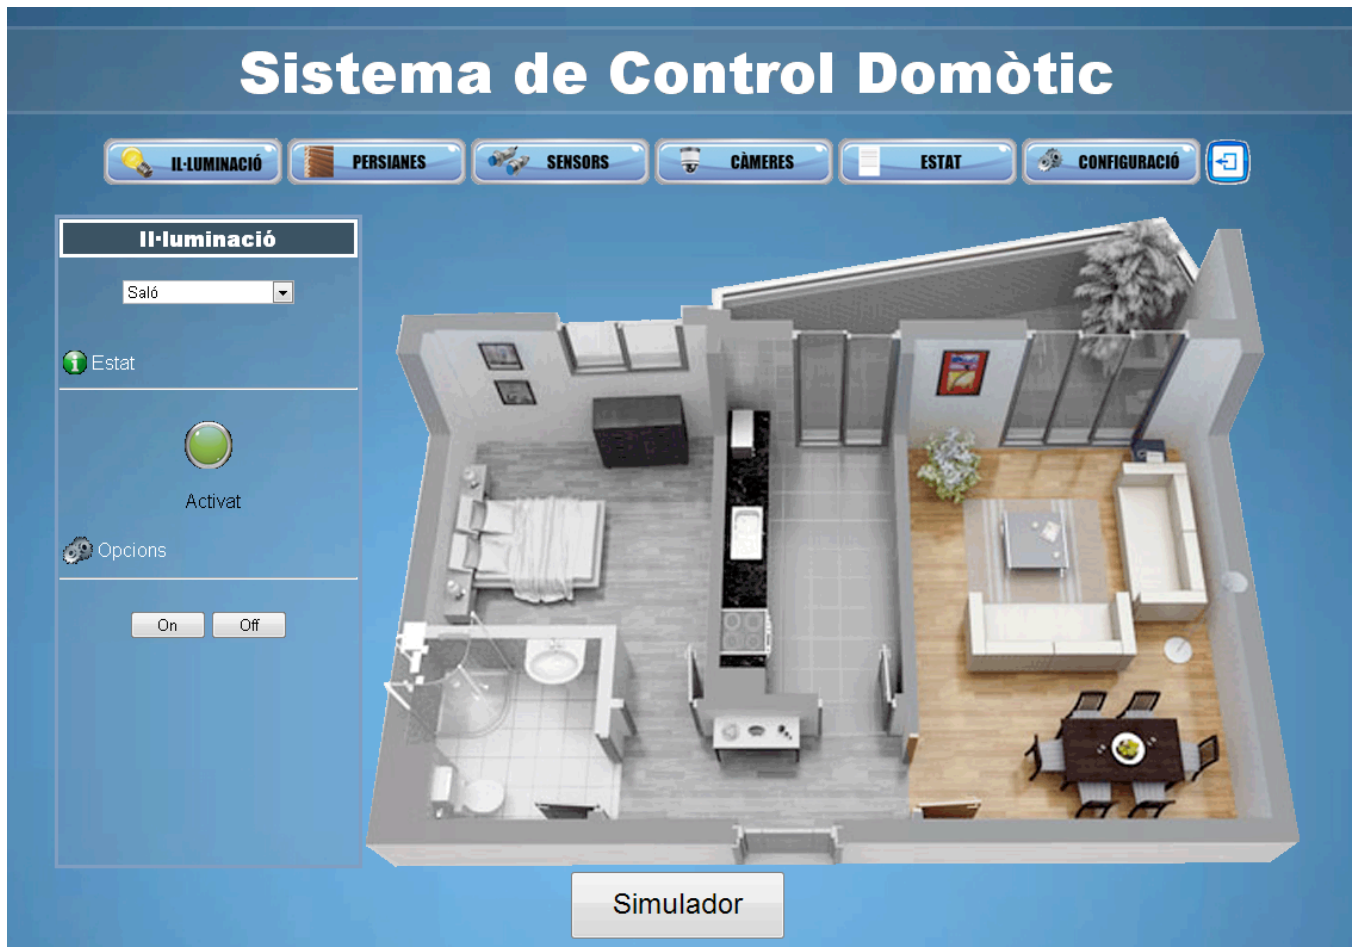 Sistema de Control Domòtic
IL·LUMINACIÓ PERSIANES SENSORS CÀMERES ESTAT CONFIGURACIÓ
Il·luminació
Saló
Estat
Activat
Opcions
On Off
Simulador